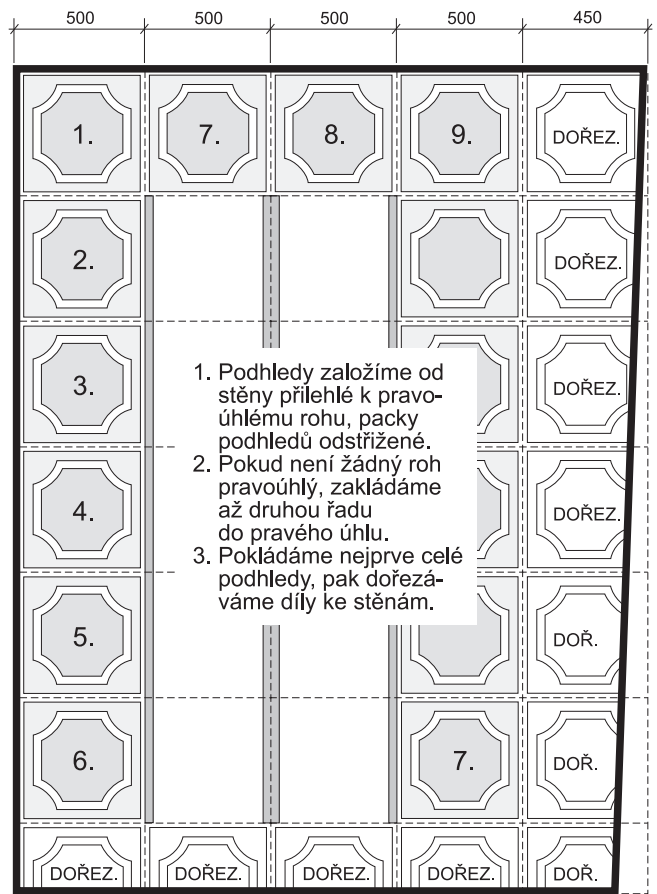 500 500 500 500 450
1. 7. 8. 9. DOŘEZ.
2. DOŘEZ.
3. DOŘEZ.
1. Podhledy založíme od
stěny přilehlé k pravo-
úhlému rohu, packy
podhledů odstřižené.
2. Pokud není žádný roh
pravoúhlý, zakládáme
až druhou řadu
do pravého úhlu.
3. Pokládáme nejprve celé
podhledy, pak dořezá-
váme díly ke stěnám.
4. DOŘEZ.
5. DOŘ.
6. 7. DOŘ.
DOŘEZ. DOŘEZ. DOŘEZ. DOŘEZ. DOŘ.